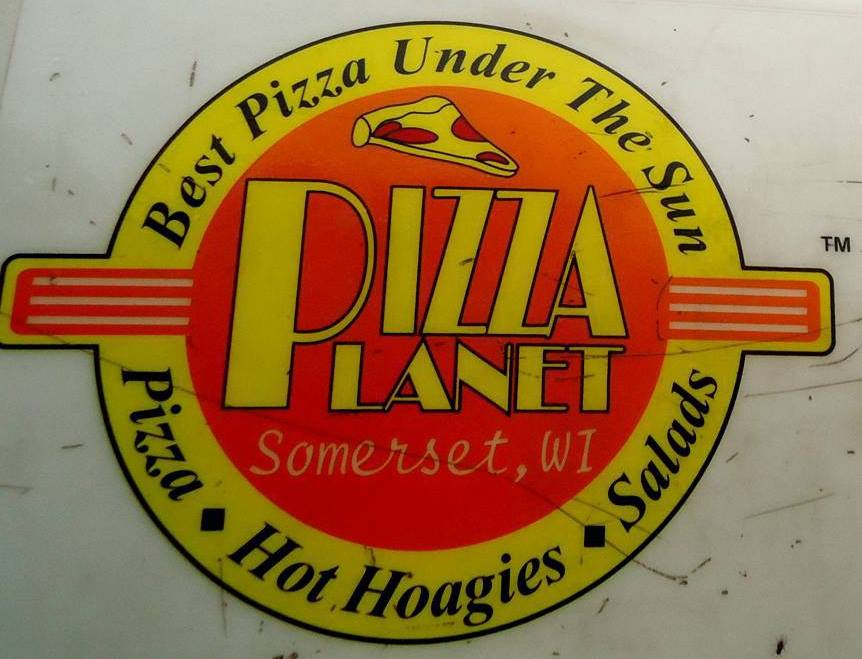 Best Pizza Under The Sun
PIZZA
PLANET
Somerset, WI
Pizza ▪ Hot Hoagies ▪ Salads
TM